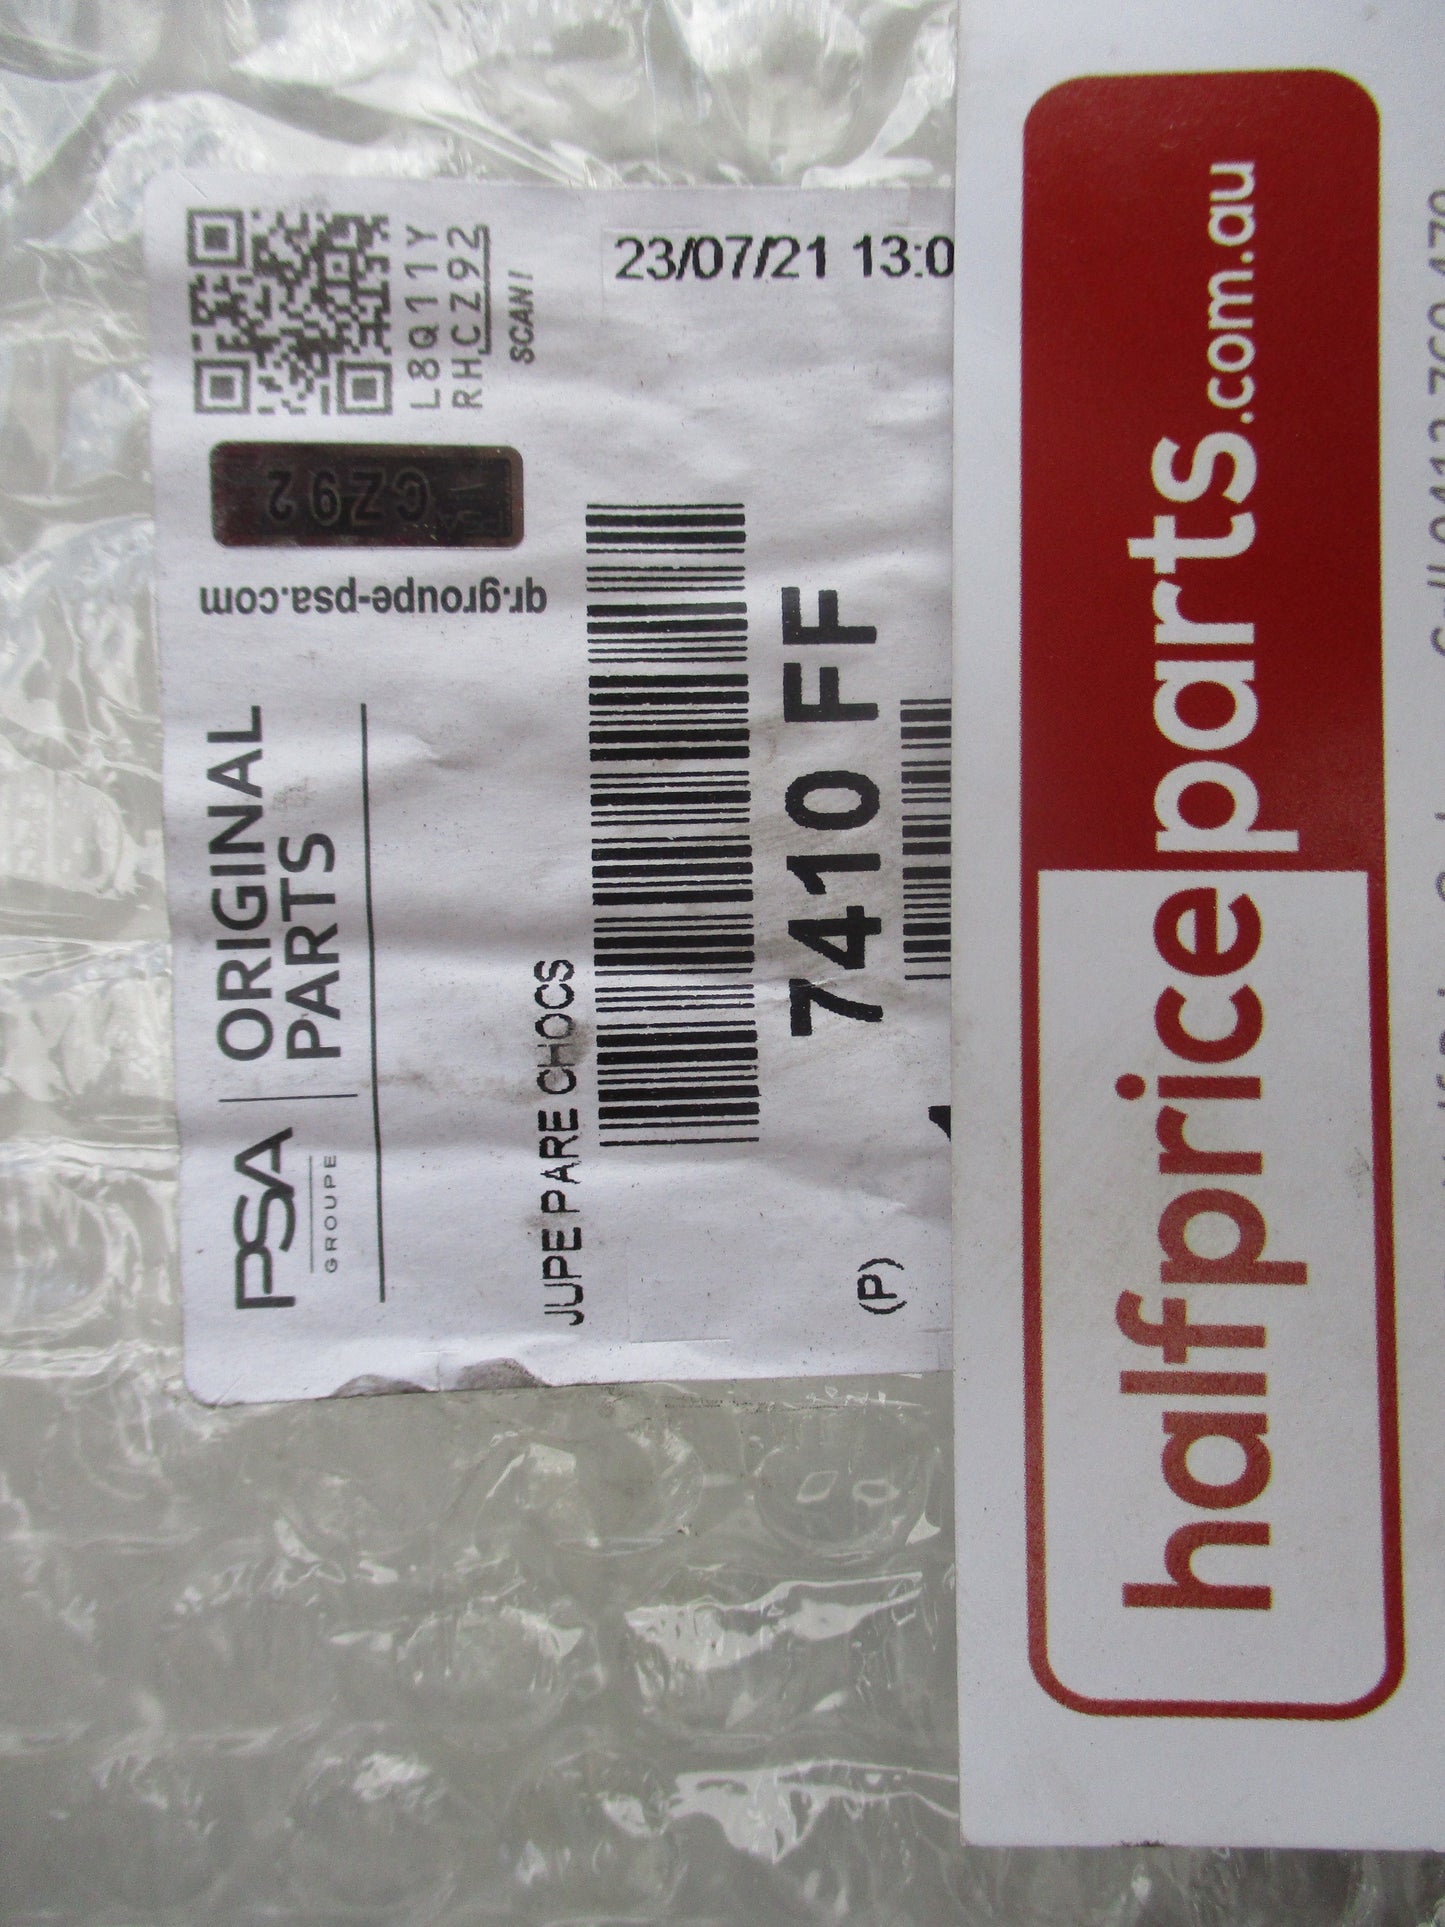 PSA
GROUPE
ORIGINAL
PARTS
qr.groupe-psa.com
CZ92
L8Q11Y
RHCZ92
SCAN!
JUPE PARE CHOCS
23/07/21 13:0
7410 FF
(P)
halfpriceparts.com.au